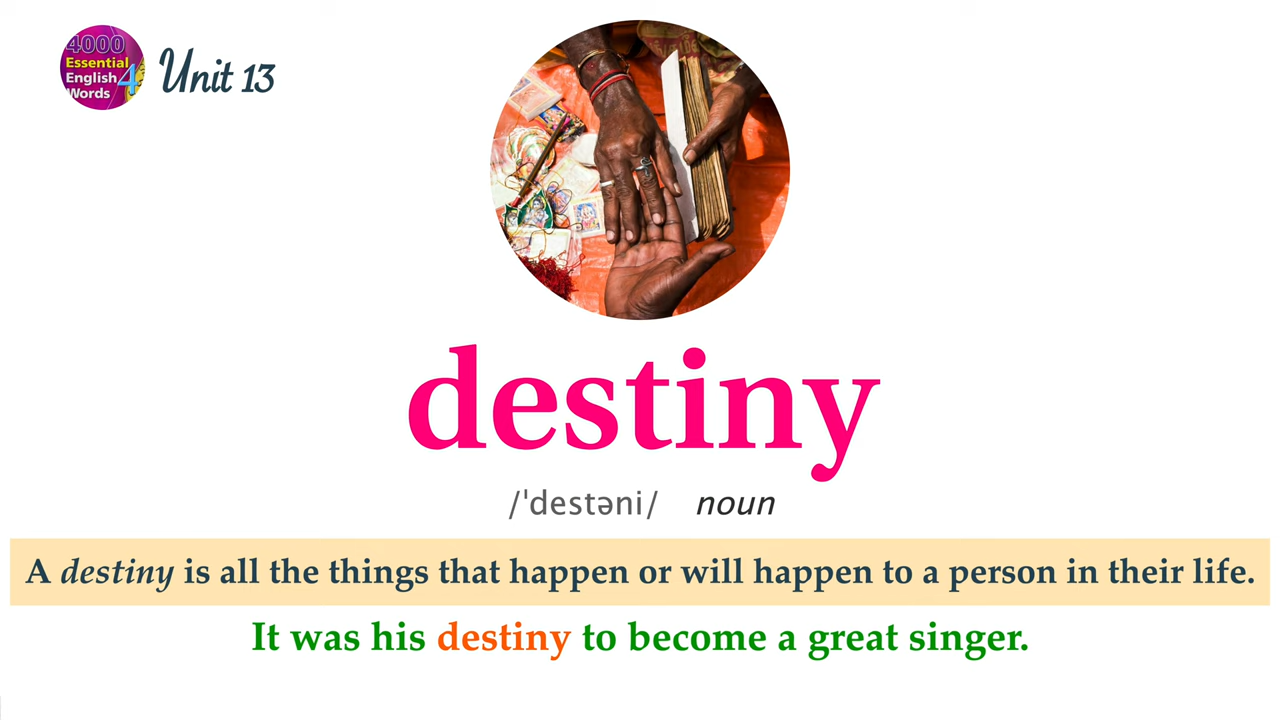 4000
Essential
English
Words
4
Unit 13
destiny
/ˈdestəni/ noun
A destiny is all the things that happen or will happen to a person in their life.
It was his destiny to become a great singer.